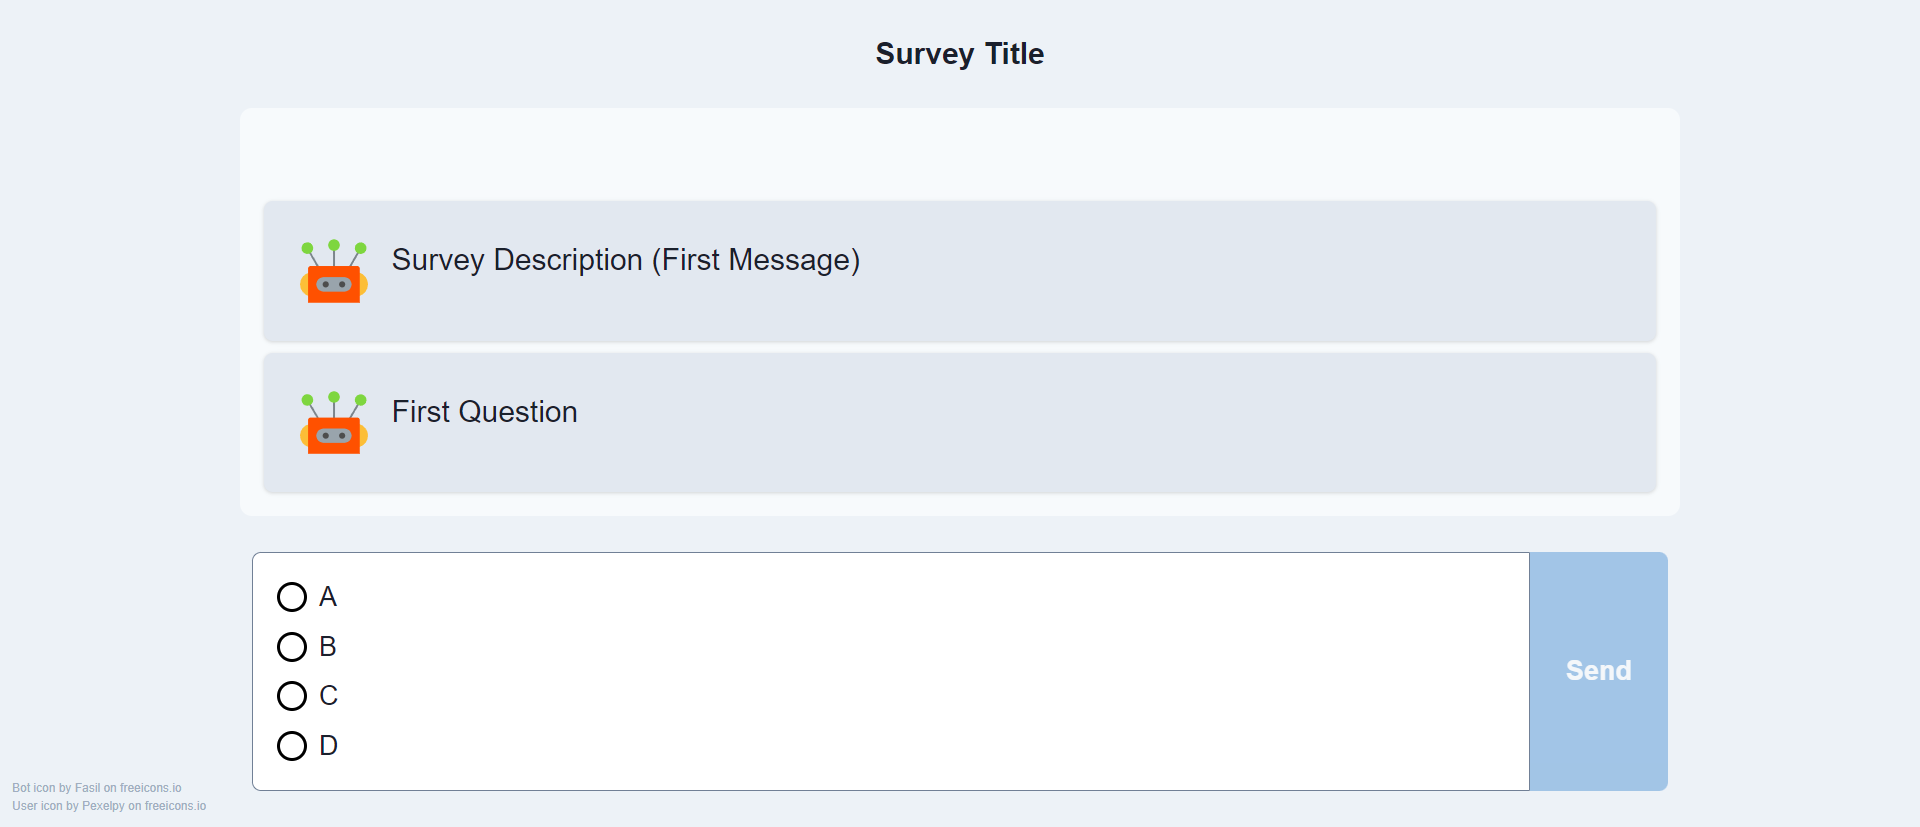 Survey Title
Survey Description (First Message)
First Question
A
B
C
D
Send
Bot icon by Fasil on freeicons.io
User icon by Pexelpy on freeicons.io